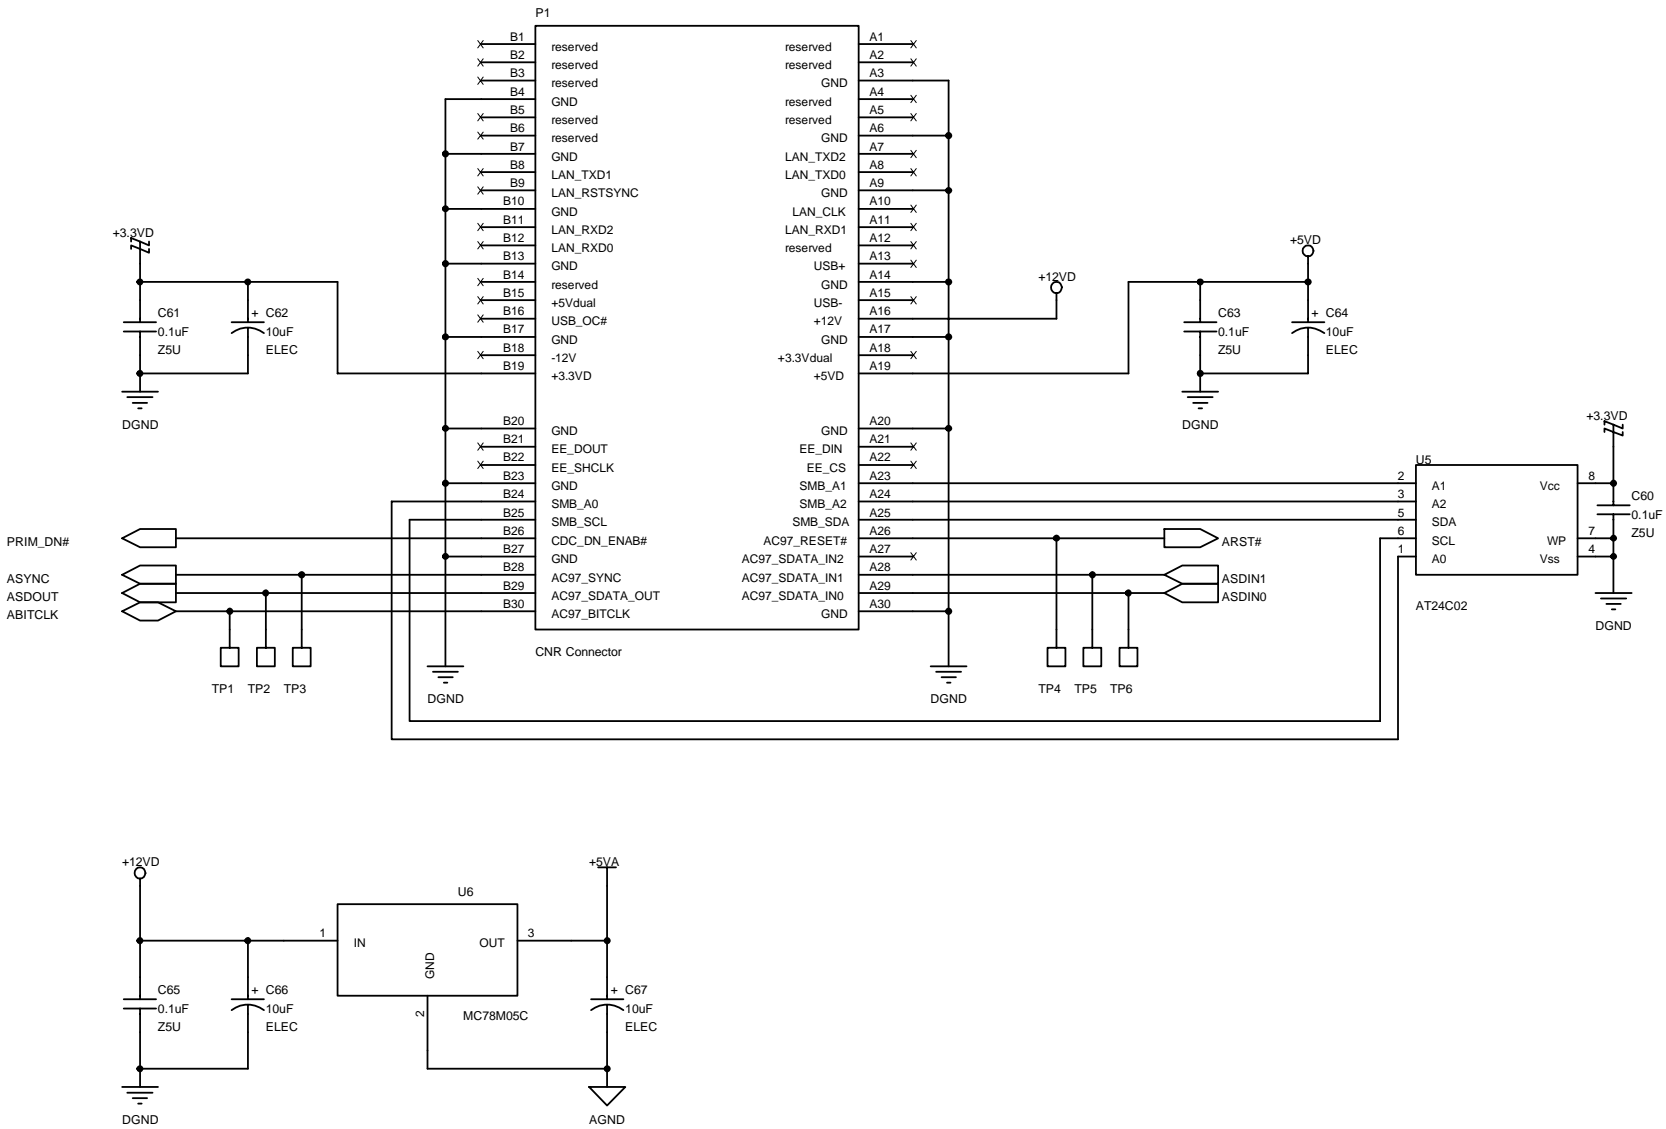 P1
B1 reserved reserved A1
B2 reserved reserved A2
B3 reserved GND A3
B4 GND reserved A4
B5 reserved reserved A5
B6 reserved GND A6
B7 GND LAN_TXD2 A7
B8 LAN_TXD1 LAN_TXD0 A8
B9 LAN_RSTSYNC GND A9
B10 GND LAN_CLK A10
B11 LAN_RXD2 LAN_RXD1 A11
B12 LAN_RXD0 reserved A12
B13 GND USB+ A13
B14 reserved GND A14
B15 +5Vdual USB- A15
B16 USB_OC# +12V A16
B17 GND GND A17
B18 -12V +3.3Vdual A18
B19 +3.3VD +5VD A19
B20 GND GND A20
B21 EE_DOUT EE_DIN A21
B22 EE_SHCLK EE_CS A22
B23 GND SMB_A1 A23
B24 SMB_A0 SMB_A2 A24
B25 SMB_SCL SMB_SDA A25
B26 CDC_DN_ENAB# AC97_RESET# A26
B27 GND AC97_SDATA_IN2 A27
B28 AC97_SYNC AC97_SDATA_IN1 A28
B29 AC97_SDATA_OUT AC97_SDATA_IN0 A29
B30 AC97_BITCLK GND A30
CNR Connector
+3.3VD
C61
0.1uF
Z5U
+ C62
10uF
ELEC
DGND
PRIM_DN#
ASYNC
ASDOUT
ABITCLK
TP1 TP2 TP3
DGND
DGND
+12VD
+5VD
C63
0.1uF
Z5U
+ C64
10uF
ELEC
DGND
ARST#
ASDIN1
ASDIN0
TP4 TP5 TP6
+3.3VD
U5
2 A1 Vcc 8
3 A2
5 SDA
6 SCL WP 7
1 A0 Vss 4
AT24C02
C60
0.1uF
Z5U
DGND
+12VD
C65
0.1uF
Z5U
+ C66
10uF
ELEC
DGND
U6
1 IN OUT 3
GND
2
MC78M05C
+5VA
+ C67
10uF
ELEC
AGND